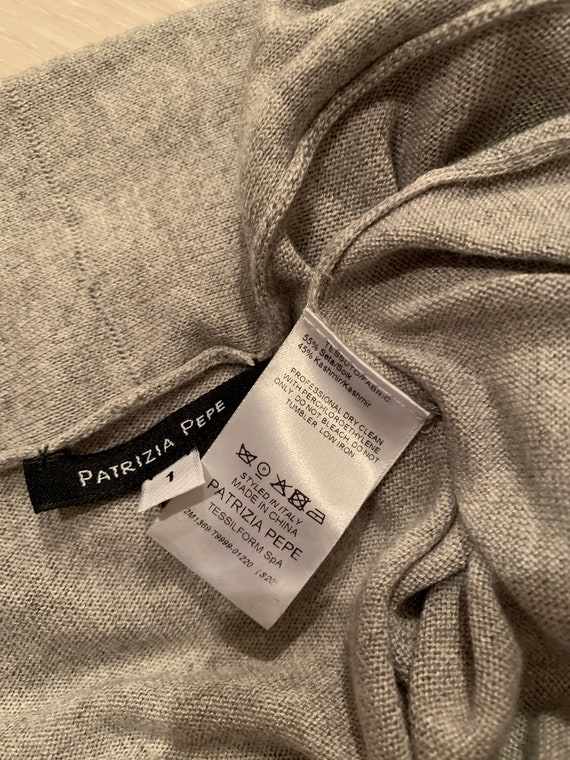 PATRIZIA PEPE
1
TESSUTO/FABRIC
55% Seta/Soik
45% Kashmir/Kashmir
PROFESSIONAL DRY CLEAN
WITH PERCHLOROETHYLENE
ONLY. DO NOT BLEACH. DO NOT
TUMBLER. LOW IRON.
STYLED IN ITALY
MADE IN CHINA
PATRIZIA PEPE
TESSILFORM SpA